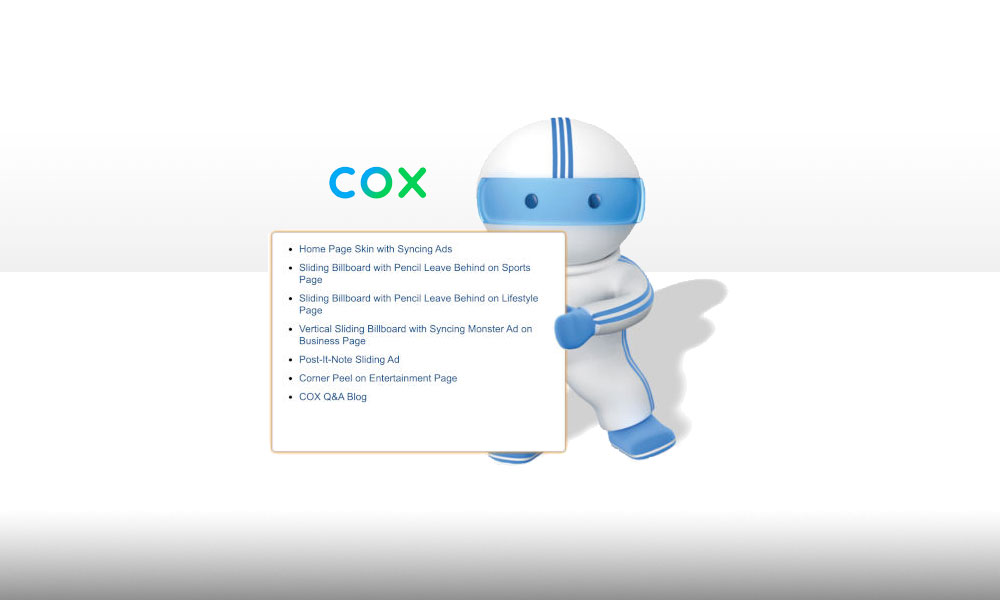 COX
Home Page Skin with Syncing Ads
Sliding Billboard with Pencil Leave Behind on Sports
Page
Sliding Billboard with Pencil Leave Behind on Lifestyle
Page
Vertical Sliding Billboard with Syncing Monster Ad on
Business Page
Post-It-Note Sliding Ad
Corner Peel on Entertainment Page
COX Q&A Blog